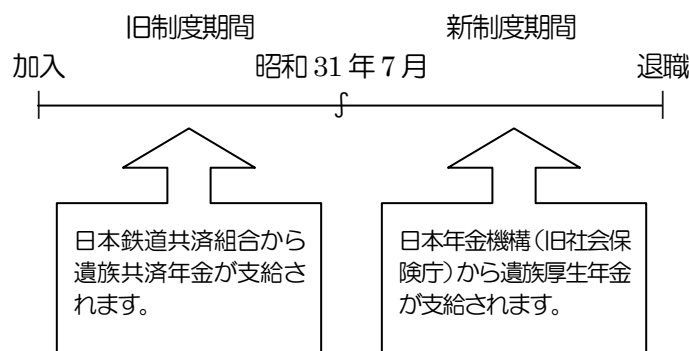 旧制度期間 新制度期間
加入 昭和 31 年 7 月 退職
日本鉄道共済組合から
遺族共済年金が支給さ
れます。
日本年金機構（旧社会保
険庁）から遺族厚生年金
が支給されます。